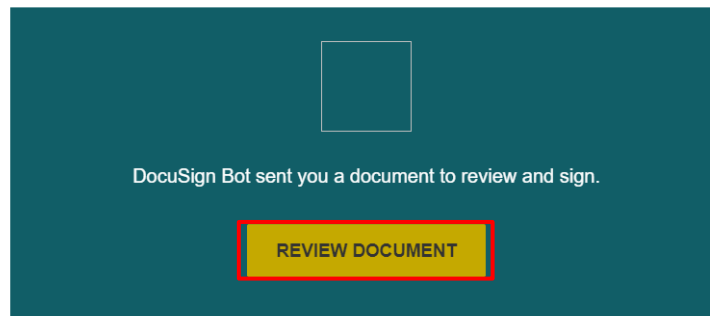 DocuSign Bot sent you a document to review and sign.
REVIEW DOCUMENT